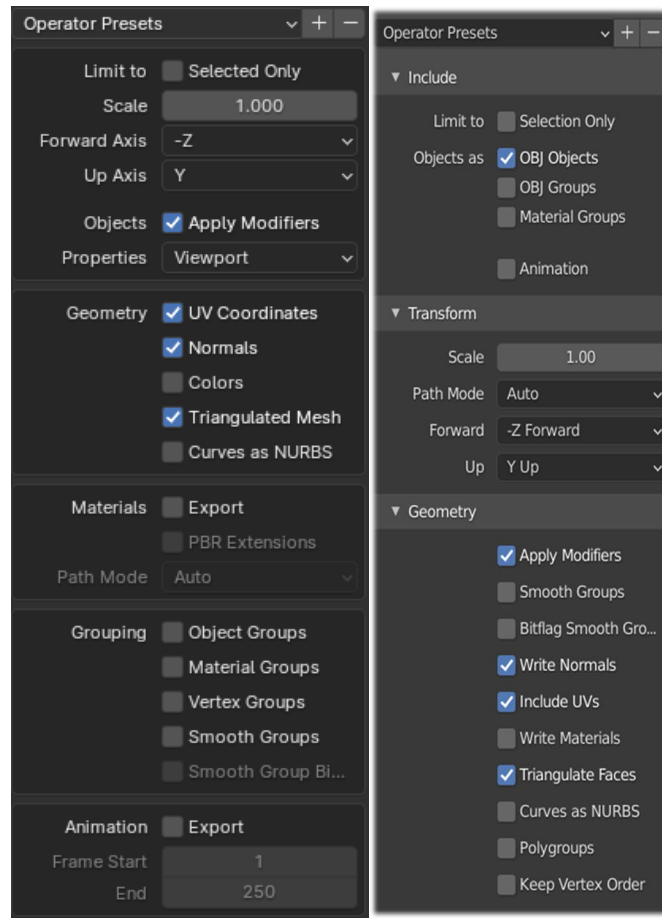 Operator Presets
Limit to Selected Only
Scale 1.000
Forward Axis -Z
Up Axis Y
Objects Apply Modifiers
Properties Viewport
Geometry UV Coordinates
Normals
Colors
Triangulated Mesh
Curves as NURBS
Materials Export
PBR Extensions
Path Mode Auto
Grouping Object Groups
Material Groups
Vertex Groups
Smooth Groups
Smooth Group Bi...
Animation Export
Frame Start 1
End 250
Operator Presets
Include
Limit to Selection Only
Objects as OBJ Objects
OBJ Groups
Material Groups
Animation
Transform
Scale 1.00
Path Mode Auto
Forward -Z Forward
Up Y Up
Geometry
Apply Modifiers
Smooth Groups
Bitflag Smooth Gro...
Write Normals
Include UVs
Write Materials
Triangulate Faces
Curves as NURBS
Polygroups
Keep Vertex Order